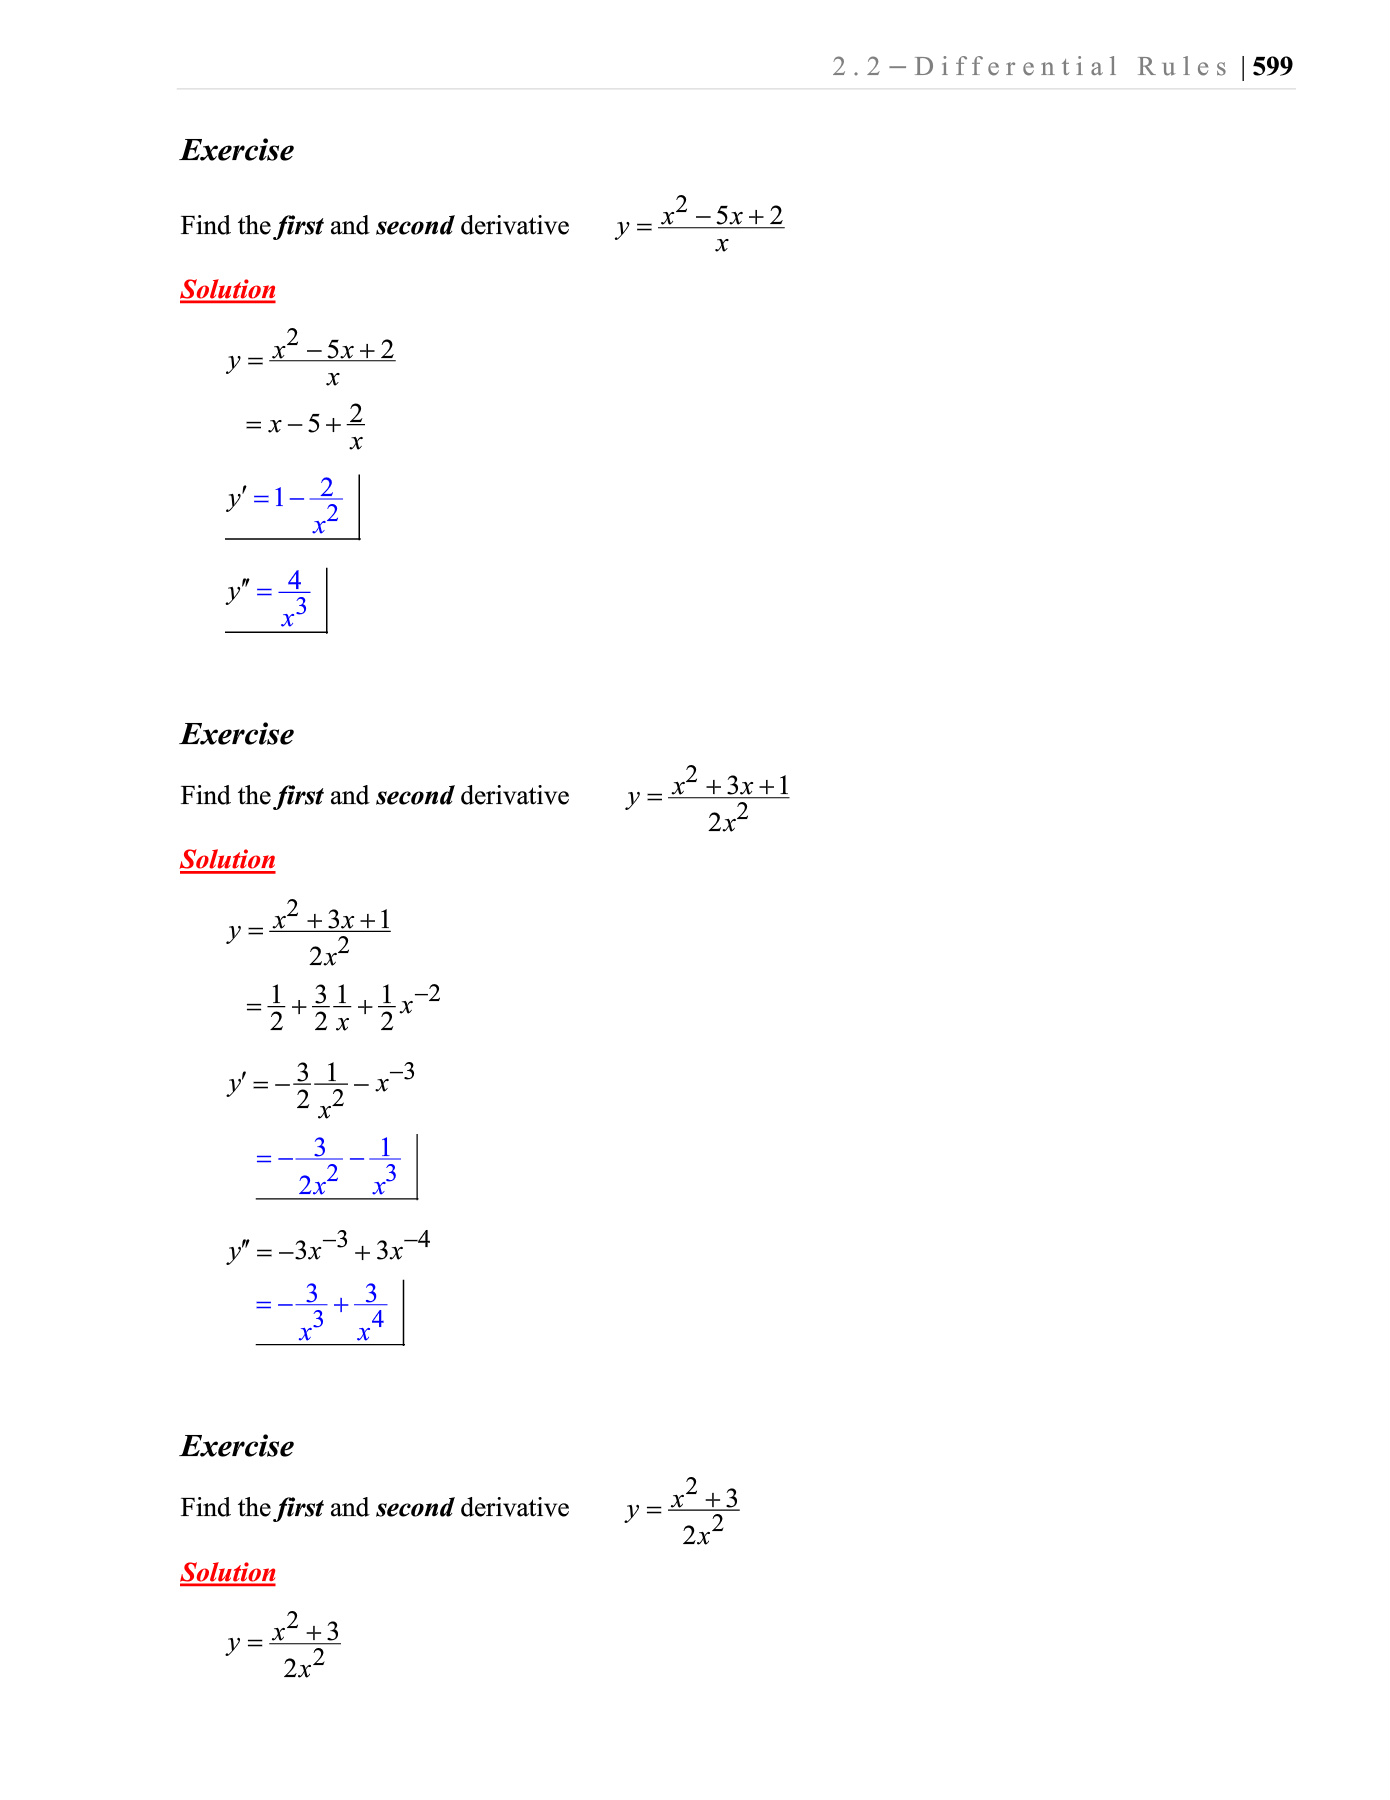 2.2 – Differential Rules | 599
Exercise
Find the first and second derivative y = \frac{x^2 - 5x + 2}{x}
Solution
y = \frac{x^2 - 5x + 2}{x}
= x - 5 + \frac{2}{x}
y' = 1 - \frac{2}{x^2}
y'' = \frac{4}{x^3}
Exercise
Find the first and second derivative y = \frac{x^2 + 3x + 1}{2x^2}
Solution
y = \frac{x^2 + 3x + 1}{2x^2}
= \frac{1}{2} + \frac{3}{2}\frac{1}{x} + \frac{1}{2}x^{-2}
y' = -\frac{3}{2}\frac{1}{x^2} - x^{-3}
= -\frac{3}{2x^2} - \frac{1}{x^3}
y'' = -3x^{-3} + 3x^{-4}
= -\frac{3}{x^3} + \frac{3}{x^4}
Exercise
Find the first and second derivative y = \frac{x^2 + 3}{2x^2}
Solution
y = \frac{x^2 + 3}{2x^2}